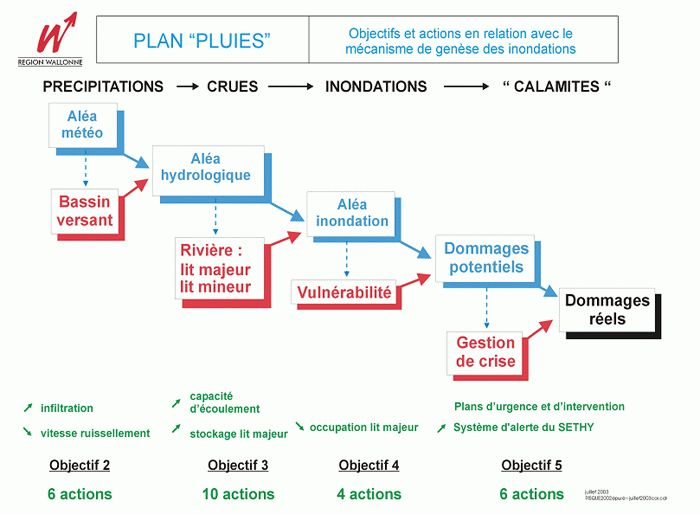 REGION WALLONNE
PLAN “PLUIES”
Objectifs et actions en relation avec le
mécanisme de genèse des inondations
PRECIPITATIONS CRUES INONDATIONS “ CALAMITES “
Aléa
météo
Aléa
hydrologique
Bassin
versant
Aléa
inondation
Rivière :
lit majeur
lit mineur
Dommages
potentiels
Vulnérabilité
Dommages
réels
Gestion
de crise
infiltration
vitesse ruissellement
capacité
d'écoulement
stockage lit majeur
occupation lit majeur
Plans d'urgence et d'intervention
Système d'alerte du SETHY
Objectif 2 Objectif 3 Objectif 4 Objectif 5
6 actions 10 actions 4 actions 6 actions
juillet 2003